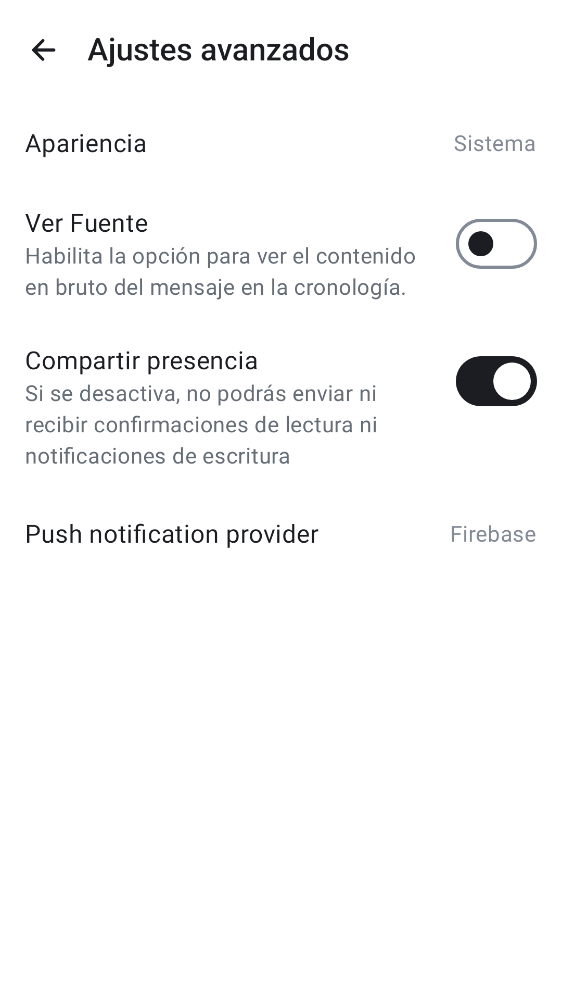 Ajustes avanzados
Apariencia
Sistema
Ver Fuente
Habilita la opción para ver el contenido
en bruto del mensaje en la cronología.
Compartir presencia
Si se desactiva, no podrás enviar ni
recibir confirmaciones de lectura ni
notificaciones de escritura
Push notification provider
Firebase